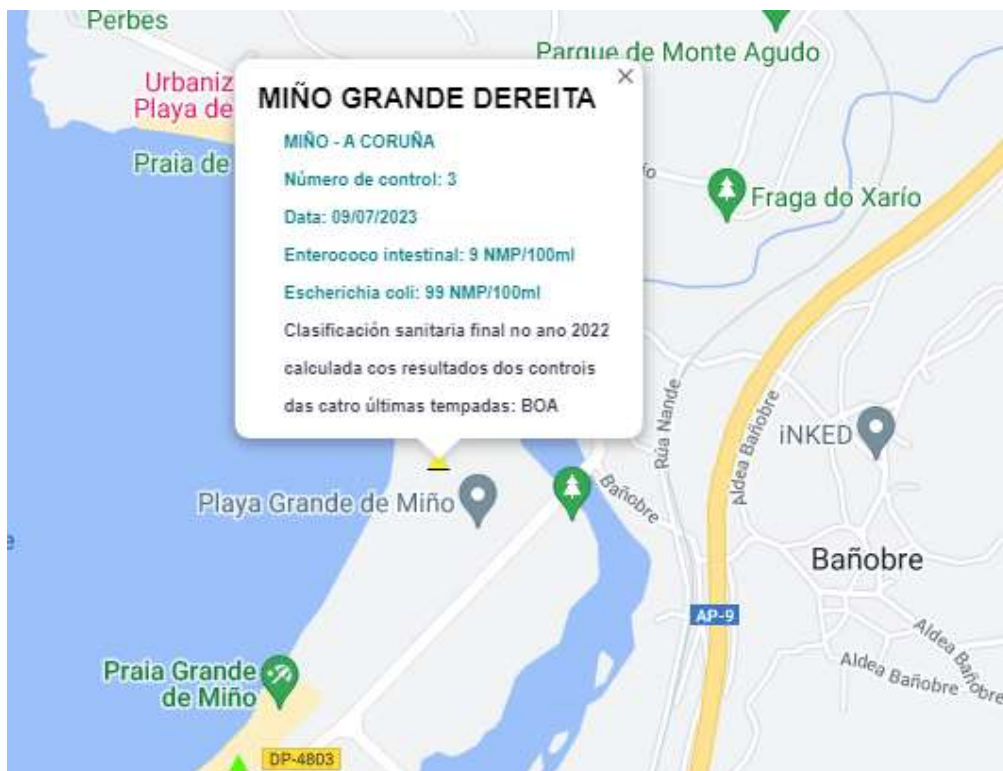 Perbes
Parque de Monte Agudo
Urbaniz
Playa de
Praia de
×
MIÑO GRANDE DEREITA
MIÑO - A CORUÑA
Número de control: 3
Data: 09/07/2023
Enterococo intestinal: 9 NMP/100ml
Escherichia coli: 99 NMP/100ml
Clasificación sanitaria final no ano 2022
calculada cos resultados dos controis
das catro últimas tempadas: BOA
Fraga do Xarío
Rúa Nande
Aldea Bañobre
iNKED
Playa Grande de Miño
Bañobre
Bañobre
AP-9
Aldea Bañobre
Aldea Bañobre
Praia Grande
de Miño
DP-4803